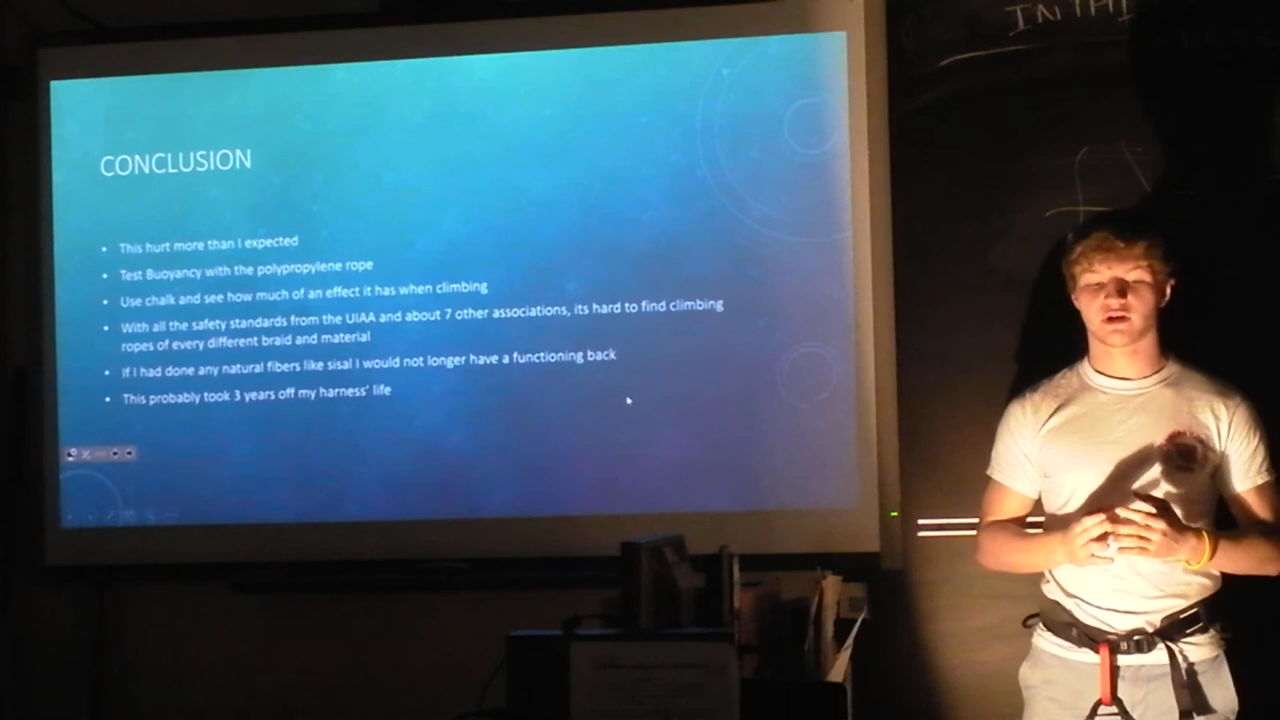 IN THI
CONCLUSION
• This hurt more than I expected
• Test Buoyancy with the polypropylene rope
• Use chalk and see how much of an effect it has when climbing
• With all the safety standards from the UIAA and about 7 other associations, its hard to find climbing
ropes of every different braid and material
• If I had done any natural fibers like sisal I would not longer have a functioning back
• This probably took 3 years off my harness' life